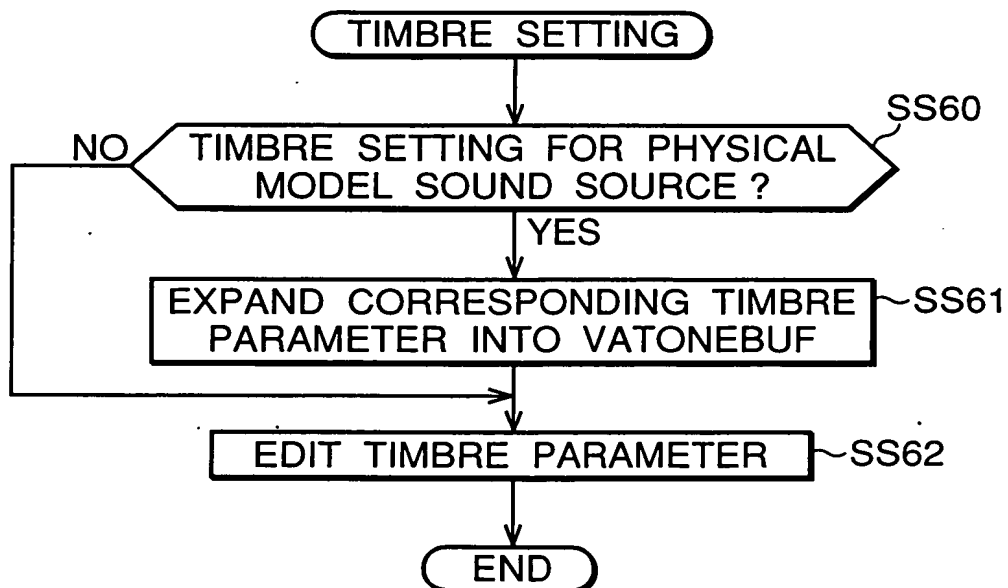 TIMBRE SETTING
SS60
NO
TIMBRE SETTING FOR PHYSICAL
MODEL SOUND SOURCE ?
YES
EXPAND CORRESPONDING TIMBRE
PARAMETER INTO VATONEBUF
SS61
EDIT TIMBRE PARAMETER
SS62
END